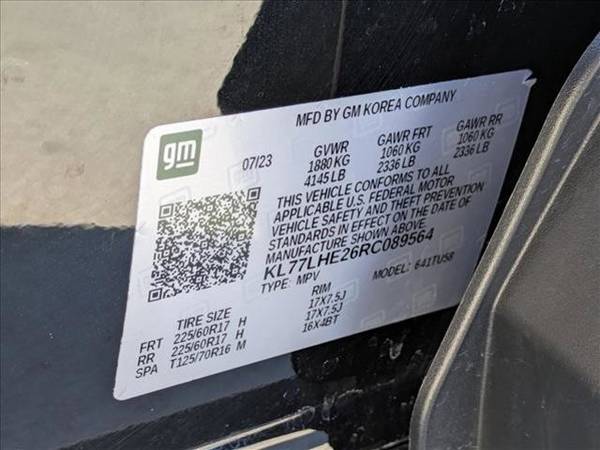 MFD BY GM KOREA COMPANY
gm
07/23 GVWR GAWR FRT GAWR RR
1880 KG 1060 KG 1060 KG
4145 LB 2336 LB 2336 LB
THIS VEHICLE CONFORMS TO ALL
APPLICABLE U.S. FEDERAL MOTOR
VEHICLE SAFETY AND THEFT PREVENTION
STANDARDS IN EFFECT ON THE DATE OF
MANUFACTURE SHOWN ABOVE.
KL77LHE26RC089564
TYPE: MPV MODEL: 641TU58
TIRE SIZE RIM
FRT 225/60R17 H 17X7.5J
RR 225/60R17 H 17X7.5J
SPA T125/70R16 M 16X4BT